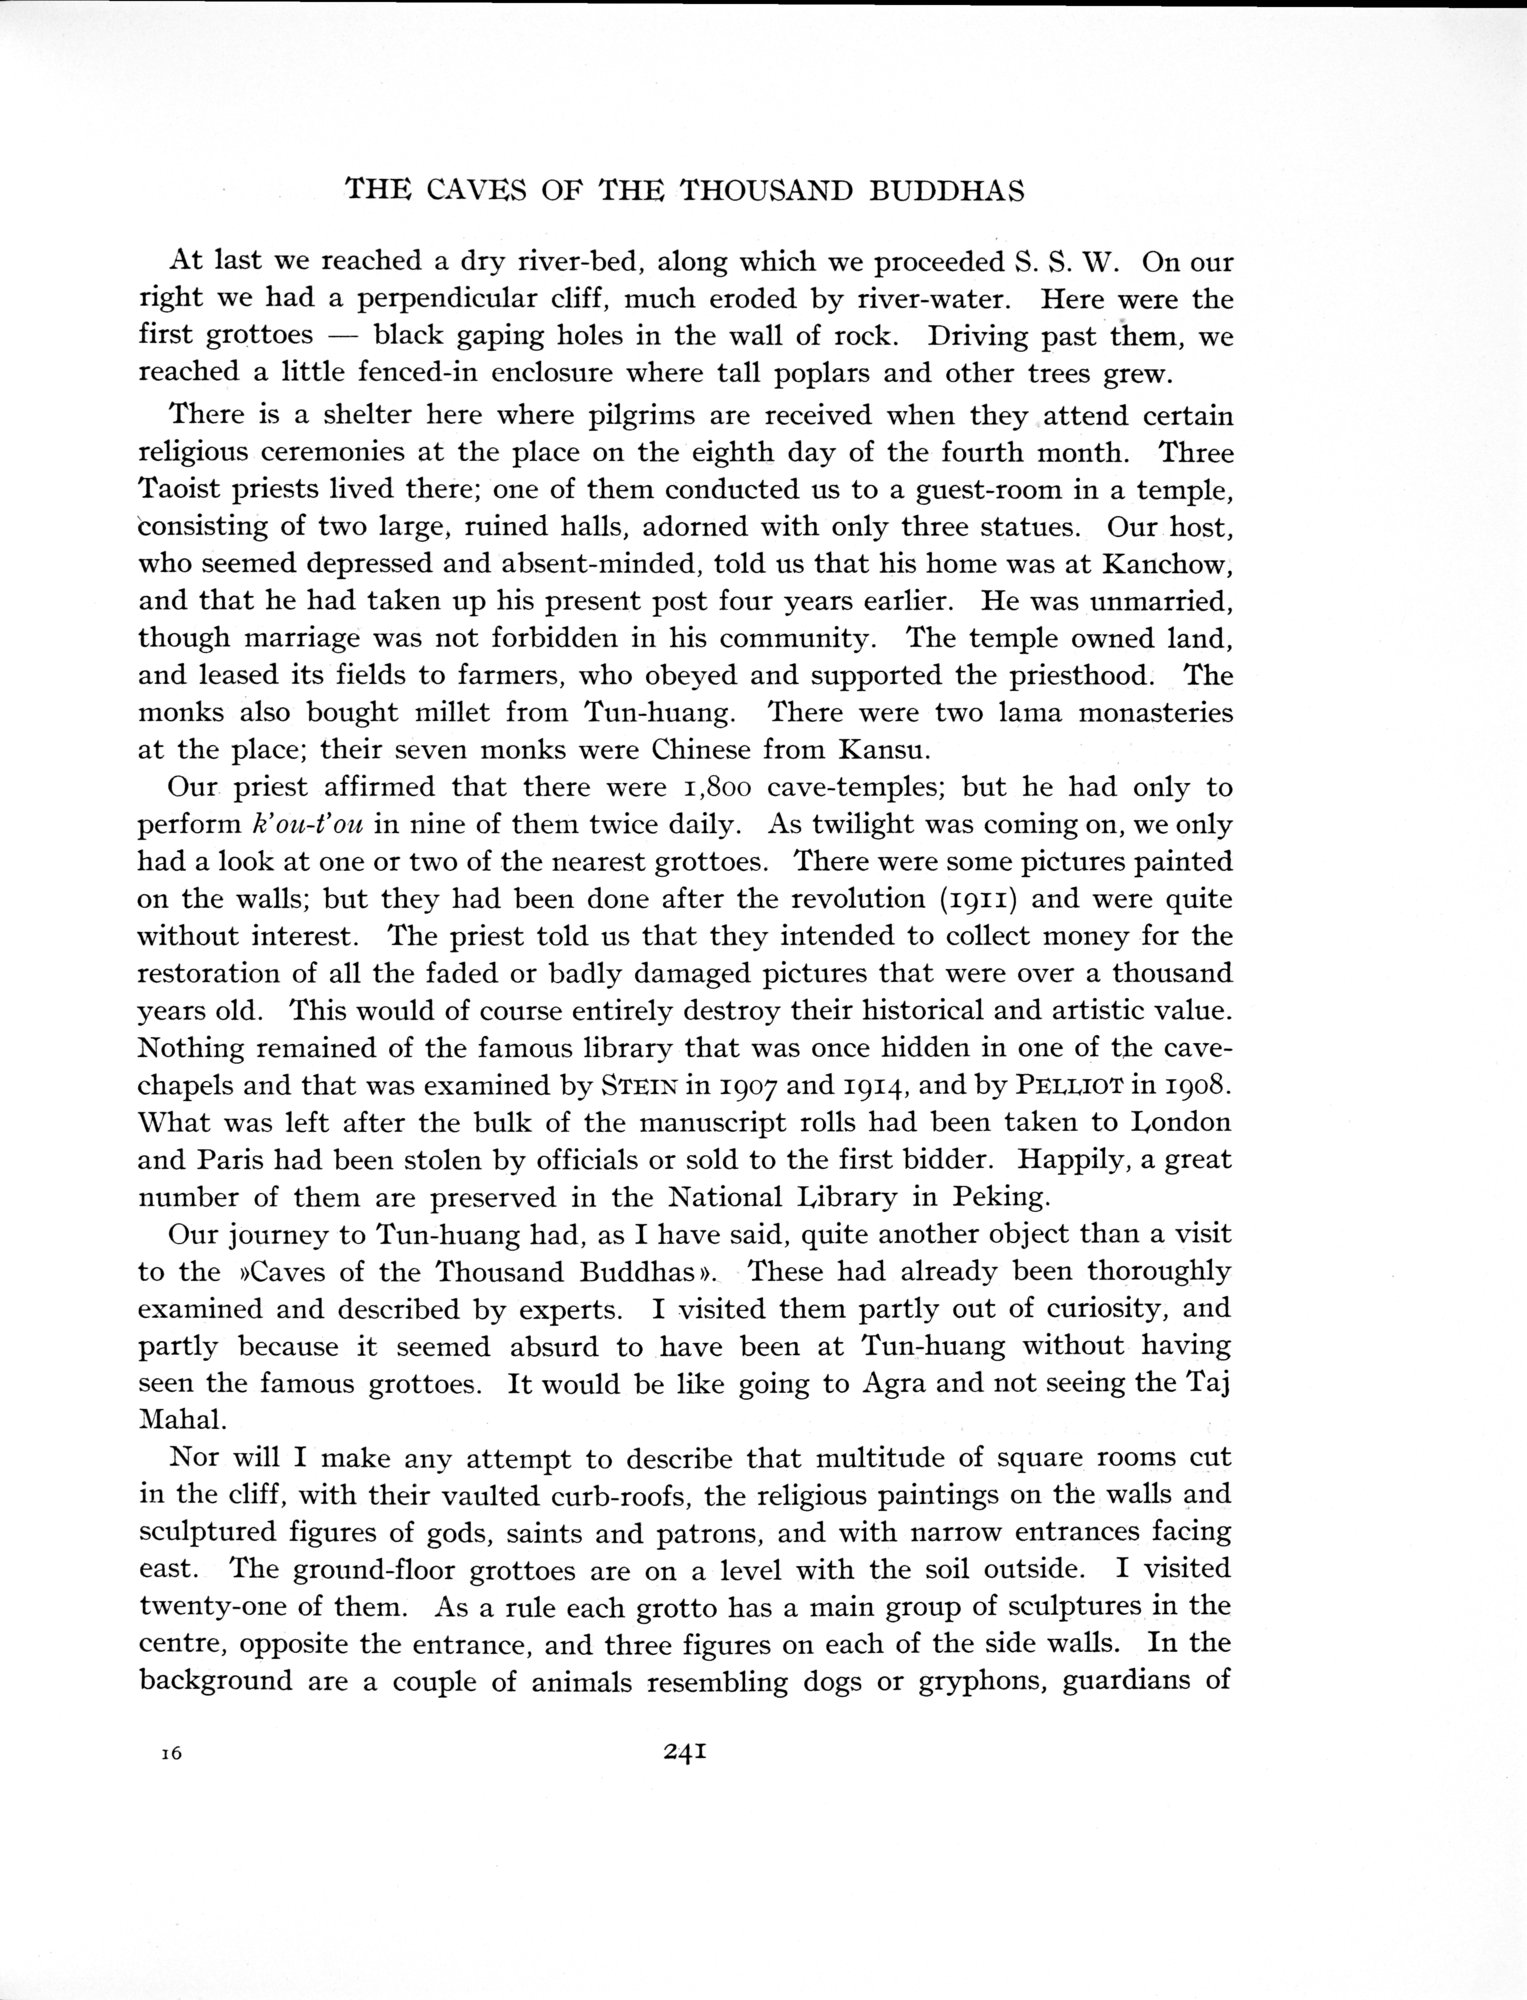 THE CAVES OF THE THOUSAND BUDDHAS
At last we reached a dry river-bed, along which we proceeded S. S. W. On our
right we had a perpendicular cliff, much eroded by river-water. Here were the
first grottoes — black gaping holes in the wall of rock. Driving past them, we
reached a little fenced-in enclosure where tall poplars and other trees grew.
There is a shelter here where pilgrims are received when they attend certain
religious ceremonies at the place on the eighth day of the fourth month. Three
Taoist priests lived there; one of them conducted us to a guest-room in a temple,
consisting of two large, ruined halls, adorned with only three statues. Our host,
who seemed depressed and absent-minded, told us that his home was at Kanchow,
and that he had taken up his present post four years earlier. He was unmarried,
though marriage was not forbidden in his community. The temple owned land,
and leased its fields to farmers, who obeyed and supported the priesthood. The
monks also bought millet from Tun-huang. There were two lama monasteries
at the place; their seven monks were Chinese from Kansu.
Our priest affirmed that there were 1,800 cave-temples; but he had only to
perform k'ou-t'ou in nine of them twice daily. As twilight was coming on, we only
had a look at one or two of the nearest grottoes. There were some pictures painted
on the walls; but they had been done after the revolution (1911) and were quite
without interest. The priest told us that they intended to collect money for the
restoration of all the faded or badly damaged pictures that were over a thousand
years old. This would of course entirely destroy their historical and artistic value.
Nothing remained of the famous library that was once hidden in one of the cave-
chapels and that was examined by STEIN in 1907 and 1914, and by PELLIOT in 1908.
What was left after the bulk of the manuscript rolls had been taken to London
and Paris had been stolen by officials or sold to the first bidder. Happily, a great
number of them are preserved in the National Library in Peking.
Our journey to Tun-huang had, as I have said, quite another object than a visit
to the »Caves of the Thousand Buddhas». These had already been thoroughly
examined and described by experts. I visited them partly out of curiosity, and
partly because it seemed absurd to have been at Tun-huang without having
seen the famous grottoes. It would be like going to Agra and not seeing the Taj
Mahal.
Nor will I make any attempt to describe that multitude of square rooms cut
in the cliff, with their vaulted curb-roofs, the religious paintings on the walls and
sculptured figures of gods, saints and patrons, and with narrow entrances facing
east. The ground-floor grottoes are on a level with the soil outside. I visited
twenty-one of them. As a rule each grotto has a main group of sculptures in the
centre, opposite the entrance, and three figures on each of the side walls. In the
background are a couple of animals resembling dogs or gryphons, guardians of
16 241